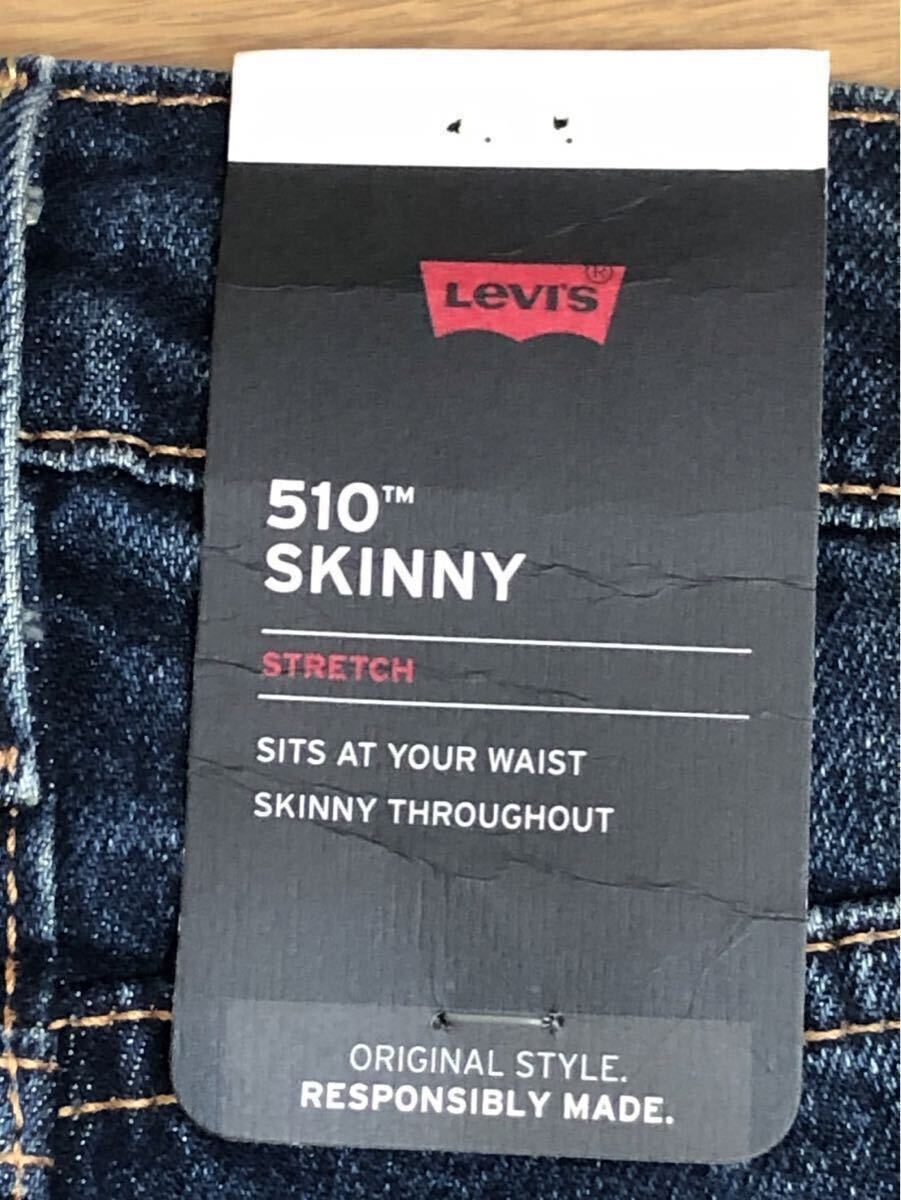 Levi's®
510™
SKINNY
STRETCH
SITS AT YOUR WAIST
SKINNY THROUGHOUT
ORIGINAL STYLE.
RESPONSIBLY MADE.